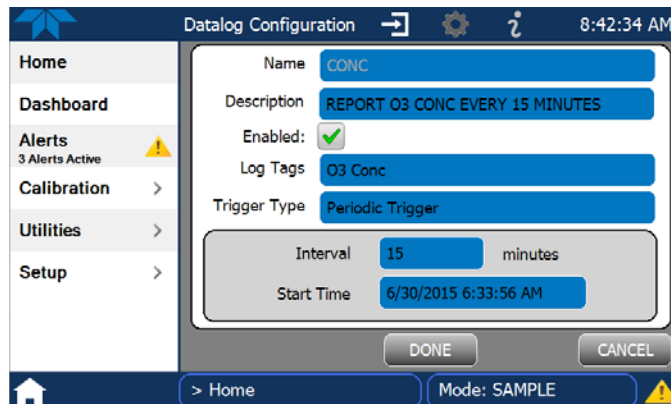 Datalog Configuration
8:42:34 AM
Home
Dashboard
Alerts
3 Alerts Active
Calibration >
Utilities >
Setup >
Name CONC
Description REPORT O3 CONC EVERY 15 MINUTES
Enabled:
Log Tags O3 Conc
Trigger Type Periodic Trigger
Interval 15 minutes
Start Time 6/30/2015 6:33:56 AM
DONE
CANCEL
> Home
Mode: SAMPLE